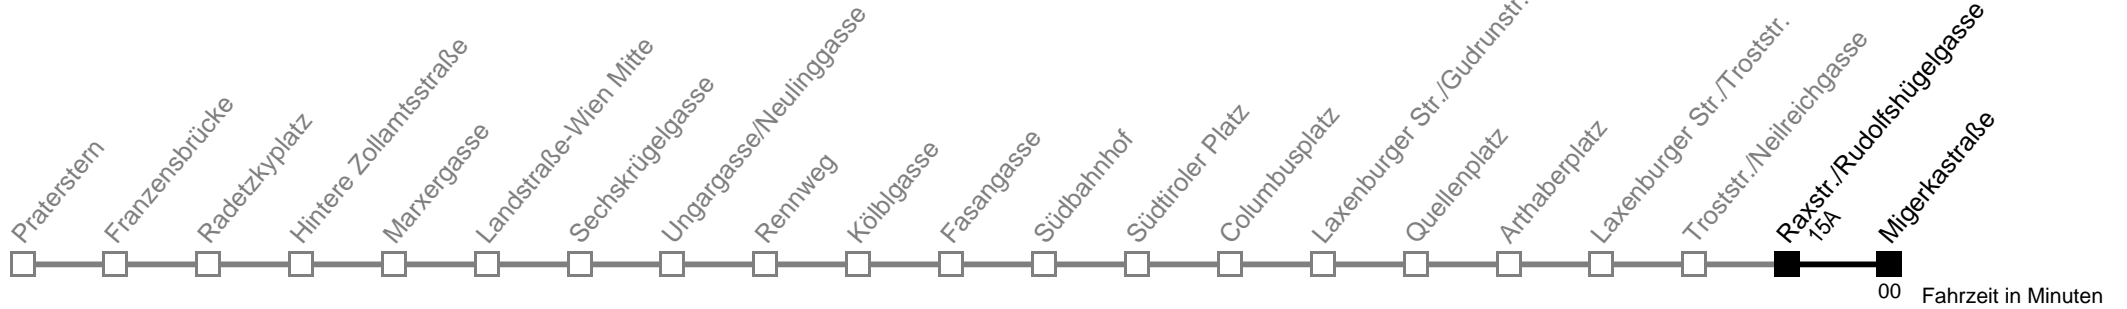 Praterstern
Franzensbrücke
Radetzkyplatz
Hintere Zollamtsstraße
Marxergasse
Landstraße-Wien Mitte
Sechskrügelgasse
Ungargasse/Neulinggasse
Rennweg
Kölblgasse
Fasangasse
Südbahnhof
Südtiroler Platz
Columbusplatz
Laxenburger Str./Gudrunstr.
Quellenplatz
Arthaberplatz
Laxenburger Str./Troststr.
Troststr./Neilreichgasse
Raxstr./Rudolfshügelgasse
15A
Migerkastraße
00
Fahrzeit in Minuten